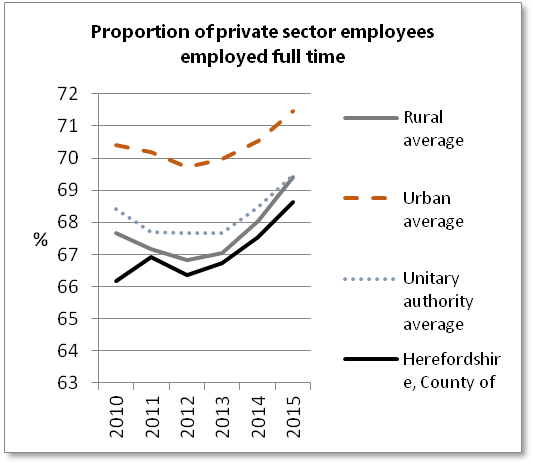 Proportion of private sector employees
employed full time
72
71
70
69
68
67
66
65
64
63
%
2010
2011
2012
2013
2014
2015
Rural
average
Urban
average
Unitary
authority
average
Herefordshir
e, County of